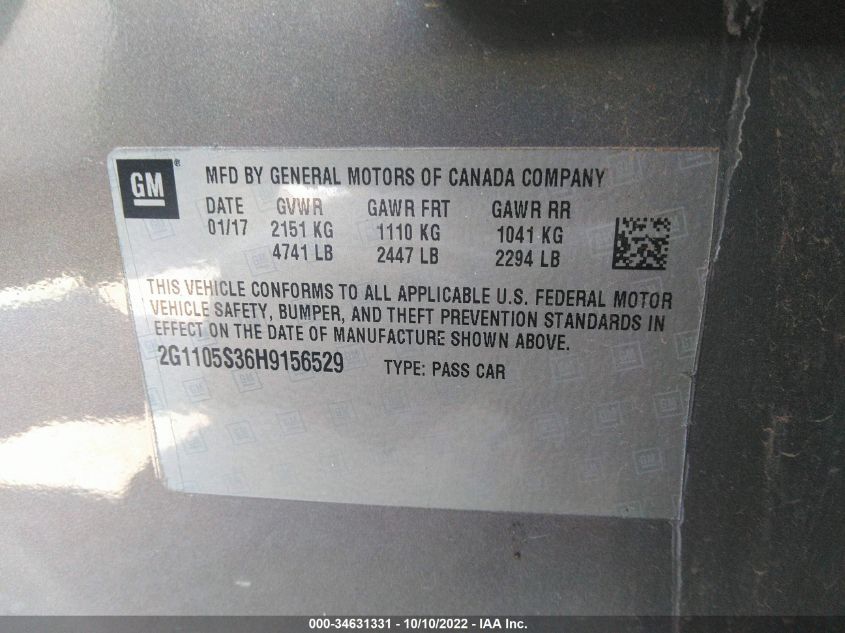 GM ® MFD BY GENERAL MOTORS OF CANADA COMPANY
DATE GVWR GAWR FRT GAWR RR
01/17 2151 KG 1110 KG 1041 KG
4741 LB 2447 LB 2294 LB
THIS VEHICLE CONFORMS TO ALL APPLICABLE U.S. FEDERAL MOTOR
VEHICLE SAFETY, BUMPER, AND THEFT PREVENTION STANDARDS IN
EFFECT ON THE DATE OF MANUFACTURE SHOWN ABOVE.
2G1105S36H9156529 TYPE: PASS CAR
000-34631331 - 10/10/2022 - IAA Inc.